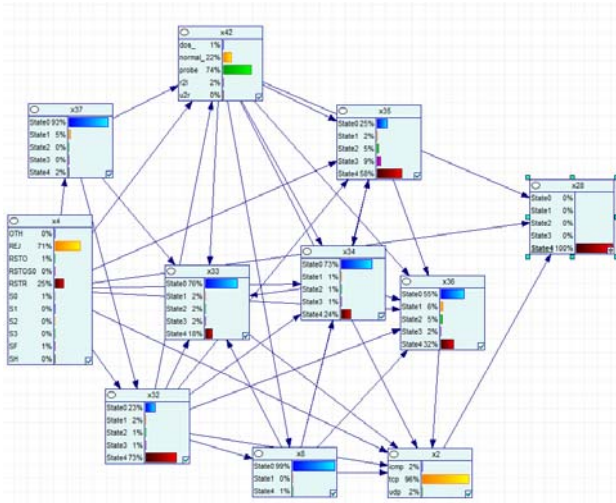 x42
dos_ 1%
normal_ 22%
probe 74%
r2l 2%
u2r 0%
x37
State0 93%
State1 5%
State2 0%
State3 0%
State4 2%
x35
State0 25%
State1 2%
State2 5%
State3 9%
State4 58%
x28
State0 0%
State1 0%
State2 0%
State3 0%
State4 100%
x4
OTH 0%
REJ 71%
RSTO 1%
RSTOS0 0%
RSTR 25%
S0 1%
S1 0%
S2 0%
S3 0%
SF 1%
SH 0%
x34
State0 73%
State1 1%
State2 1%
State3 1%
State4 24%
x33
State0 76%
State1 2%
State2 2%
State3 2%
State4 18%
x36
State0 55%
State1 6%
State2 5%
State3 2%
State4 32%
x32
State0 23%
State1 2%
State2 1%
State3 1%
State4 73%
x8
State0 99%
State1 0%
State4 1%
x2
icmp 2%
tcp 96%
udp 2%